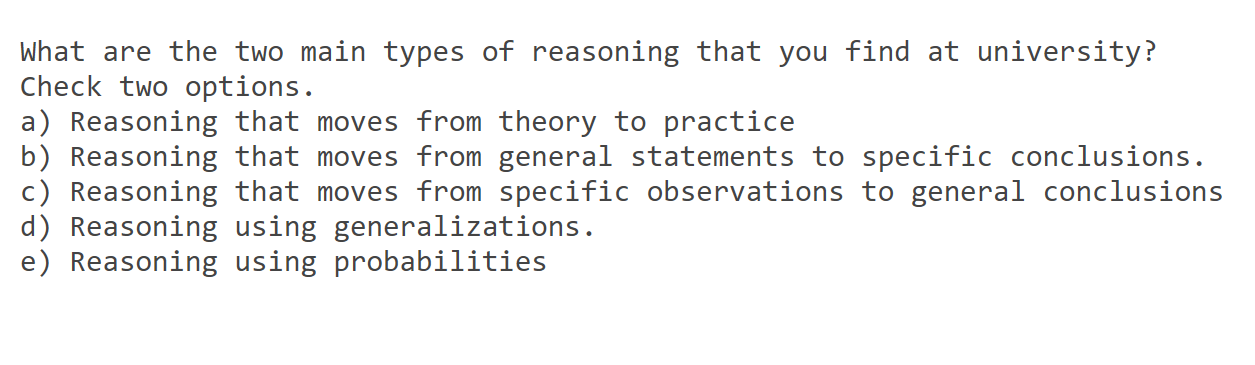 What are the two main types of reasoning that you find at university?
Check two options.
a) Reasoning that moves from theory to practice
b) Reasoning that moves from general statements to specific conclusions.
c) Reasoning that moves from specific observations to general conclusions
d) Reasoning using generalizations.
e) Reasoning using probabilities